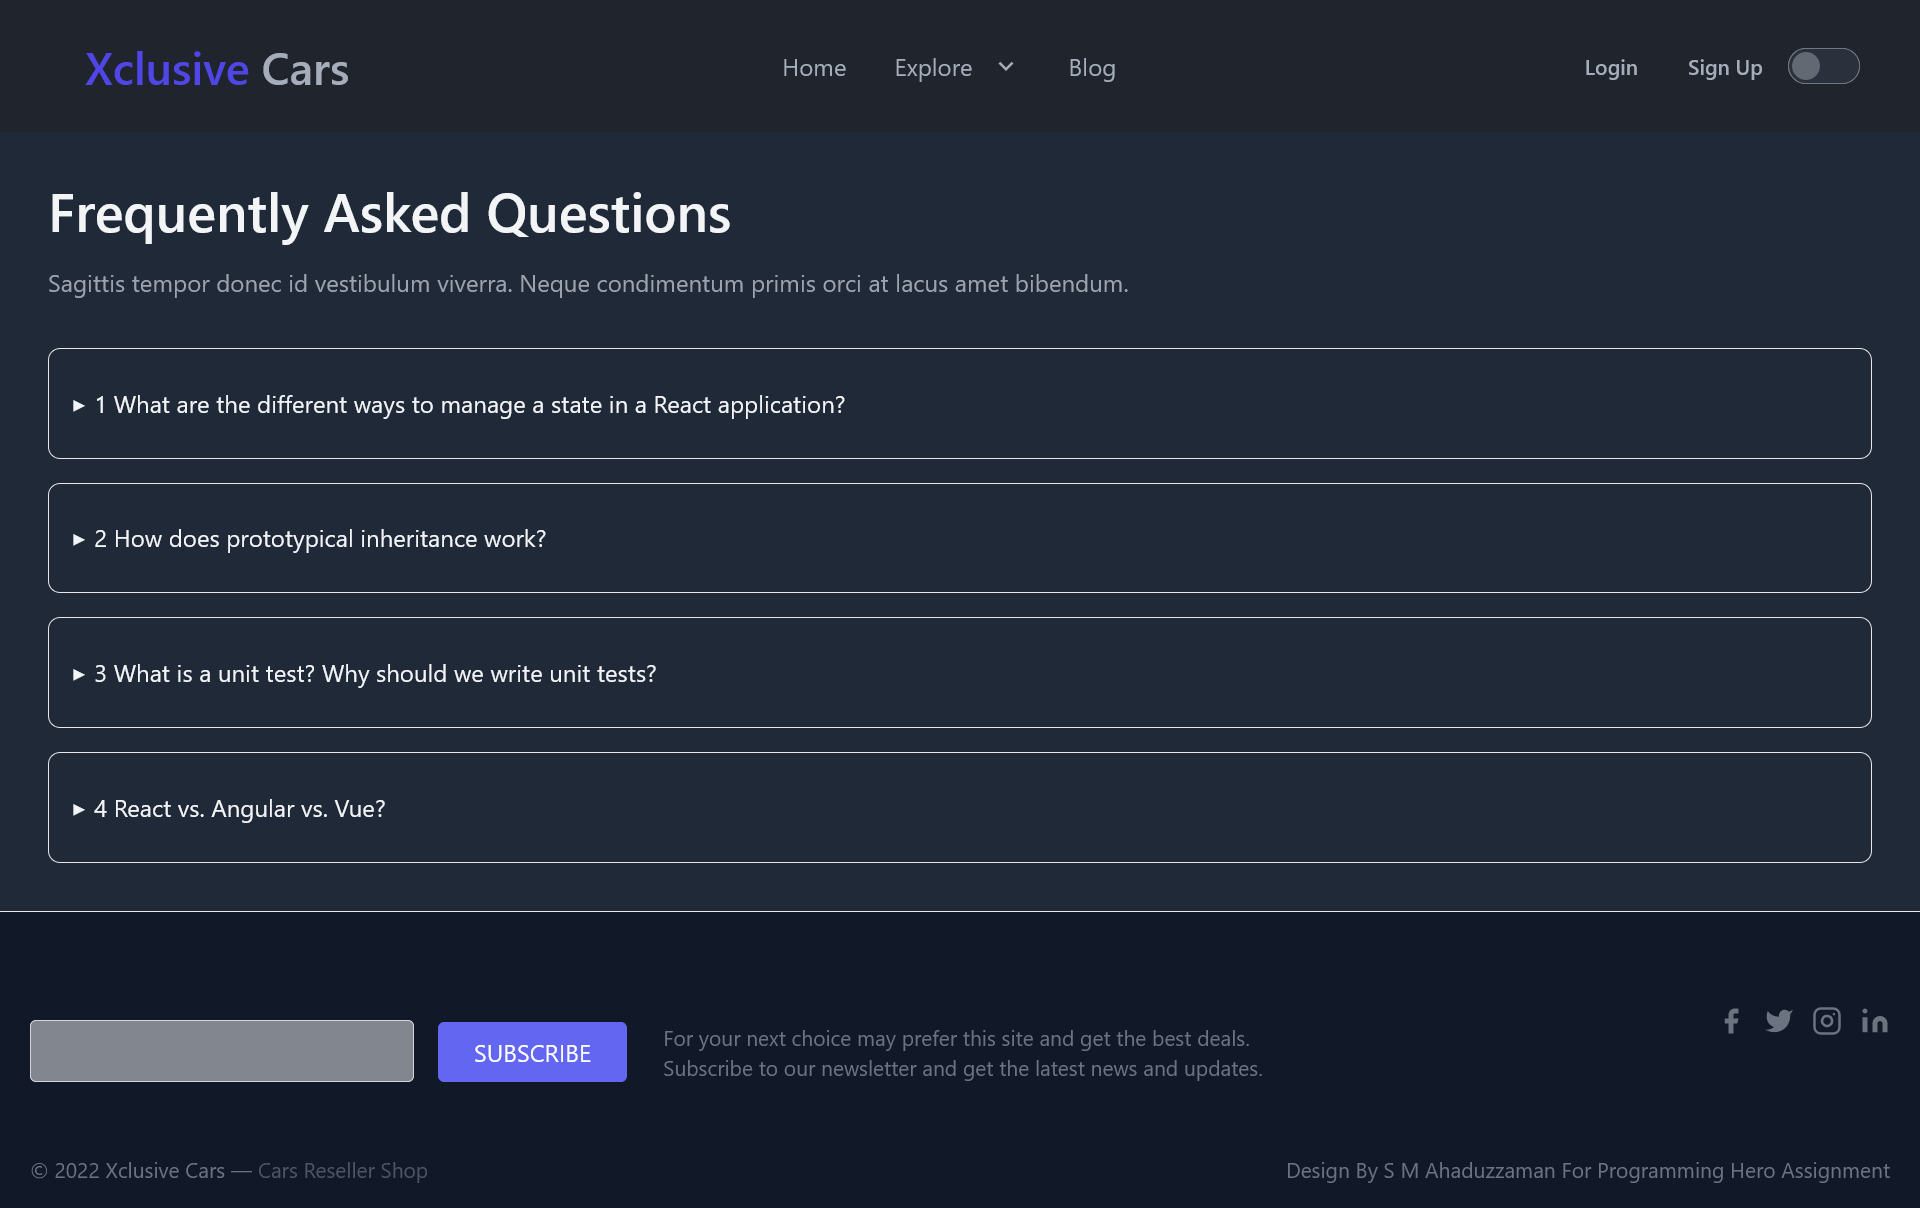 Xclusive Cars
Home
Explore
Blog
Login
Sign Up
Frequently Asked Questions
Sagittis tempor donec id vestibulum viverra. Neque condimentum primis orci at lacus amet bibendum.
1 What are the different ways to manage a state in a React application?
2 How does prototypical inheritance work?
3 What is a unit test? Why should we write unit tests?
4 React vs. Angular vs. Vue?
SUBSCRIBE
For your next choice may prefer this site and get the best deals.
Subscribe to our newsletter and get the latest news and updates.
© 2022 Xclusive Cars — Cars Reseller Shop
Design By S M Ahaduzzaman For Programming Hero Assignment